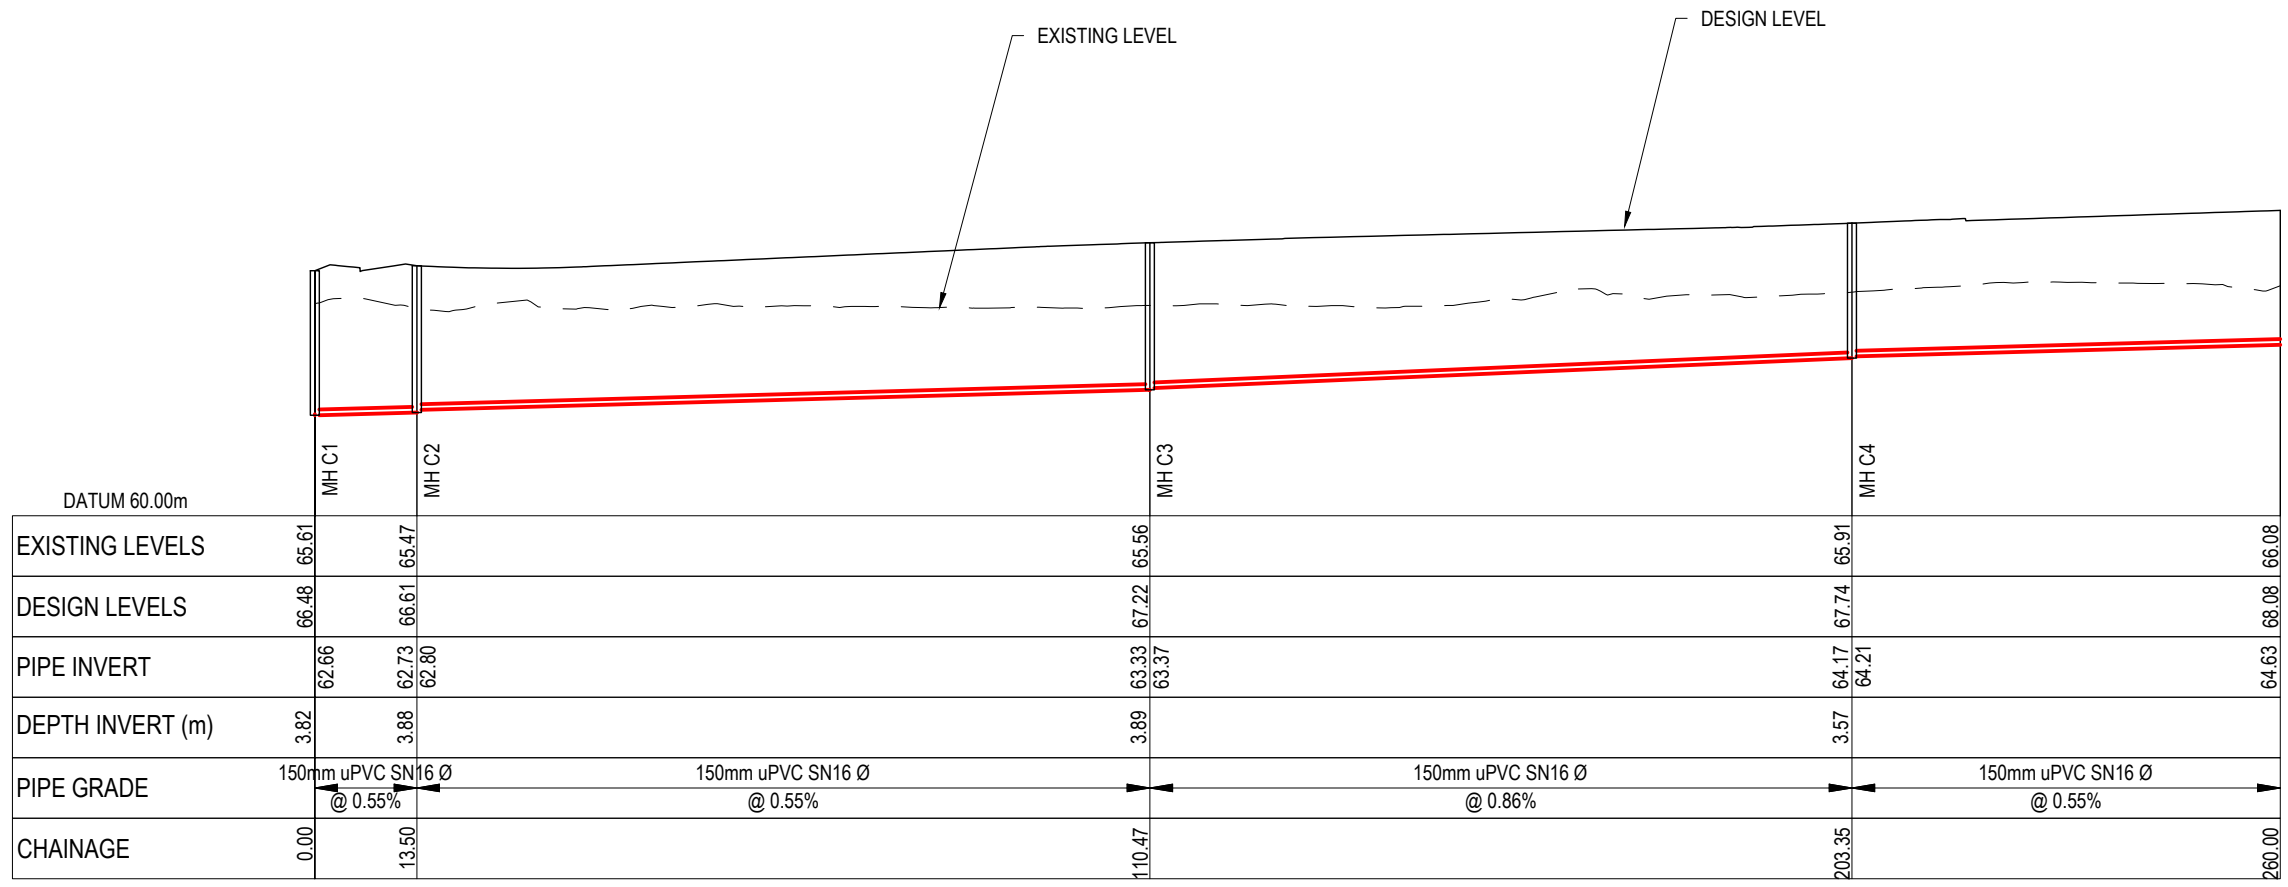 DESIGN LEVEL
EXISTING LEVEL
MH C1
MH C2
MH C3
MH C4
DATUM 60.00m
EXISTING LEVELS 65.61 65.47 65.56 65.91 66.08
DESIGN LEVELS 66.48 66.61 67.22 67.74 68.08
PIPE INVERT 62.66 62.73 62.80 63.33 63.37 64.17 64.21 64.63
DEPTH INVERT (m) 3.82 3.88 3.89 3.57
PIPE GRADE
150mm uPVC SN16 Ø
@ 0.55%
150mm uPVC SN16 Ø
@ 0.55%
150mm uPVC SN16 Ø
@ 0.86%
150mm uPVC SN16 Ø
@ 0.55%
CHAINAGE 0.00 13.50 110.47 203.35 260.00